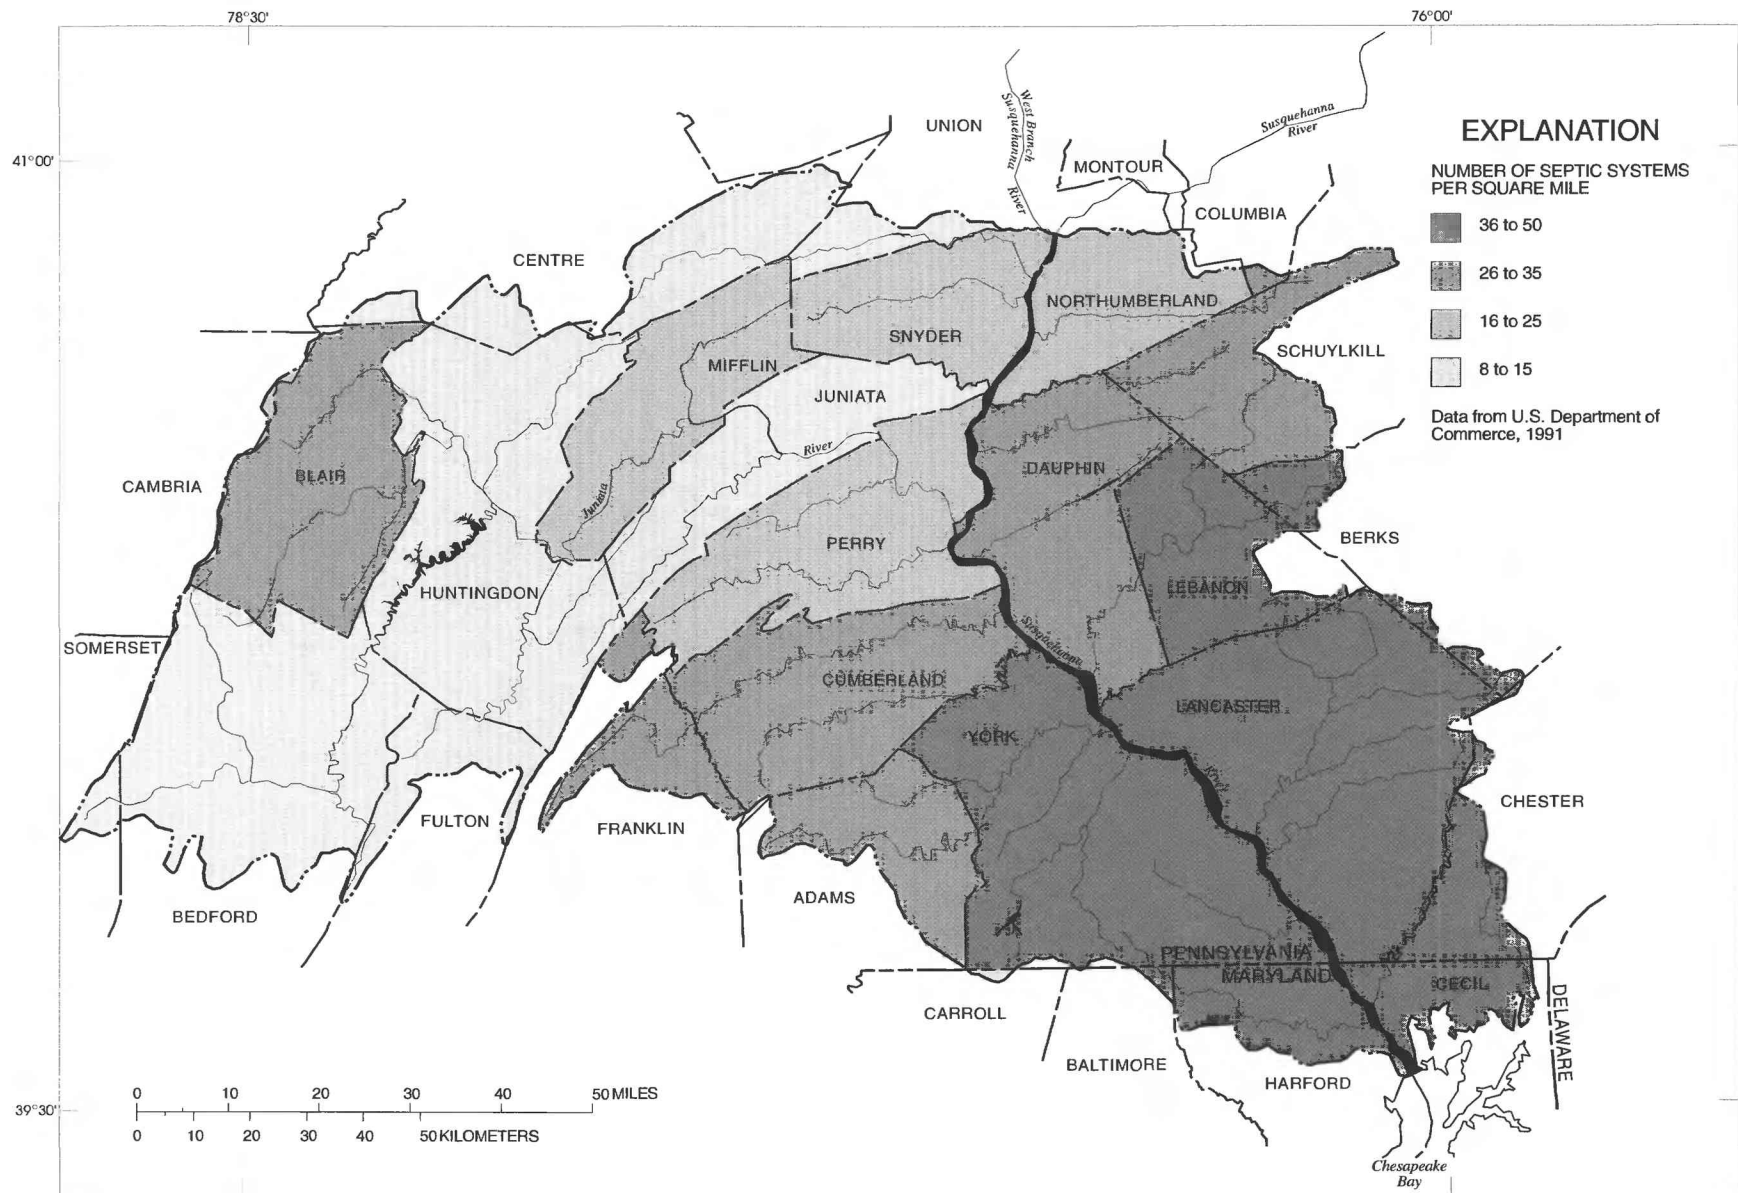 78°30'
76°00'
41°00'
39°30'
EXPLANATION
NUMBER OF SEPTIC SYSTEMS
PER SQUARE MILE
36 to 50
26 to 35
16 to 25
8 to 15
Data from U.S. Department of
Commerce, 1991
UNION
West Branch
Susquehanna River
Susquehanna
River
MONTOUR
COLUMBIA
CENTRE
NORTHUMBERLAND
SNYDER
SCHUYLKILL
MIFFLIN
JUNIATA
River
Juniata
CAMBRIA
BLAIR
DAUPHIN
PERRY
BERKS
HUNTINGDON
LEBANON
SOMERSET
Susquehanna
CUMBERLAND
LANCASTER
YORK
River
CHESTER
FULTON
FRANKLIN
ADAMS
BEDFORD
PENNSYLVANIA
MARYLAND
CECIL
CARROLL
BALTIMORE
HARFORD
DELAWARE
0 10 20 30 40 50 MILES
0 10 20 30 40 50 KILOMETERS
Chesapeake
Bay